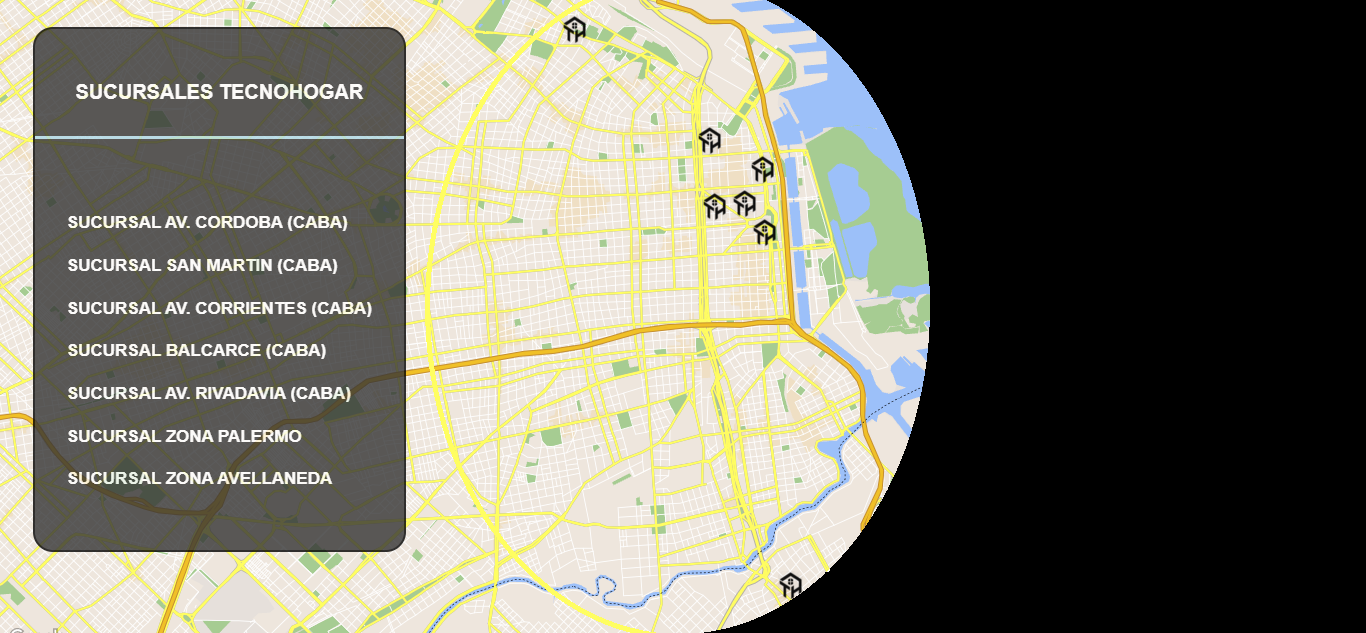 SUCURSALES TECNOHOGAR
SUCURSAL AV. CORDOBA (CABA)
SUCURSAL SAN MARTIN (CABA)
SUCURSAL AV. CORRIENTES (CABA)
SUCURSAL BALCARCE (CABA)
SUCURSAL AV. RIVADAVIA (CABA)
SUCURSAL ZONA PALERMO
SUCURSAL ZONA AVELLANEDA